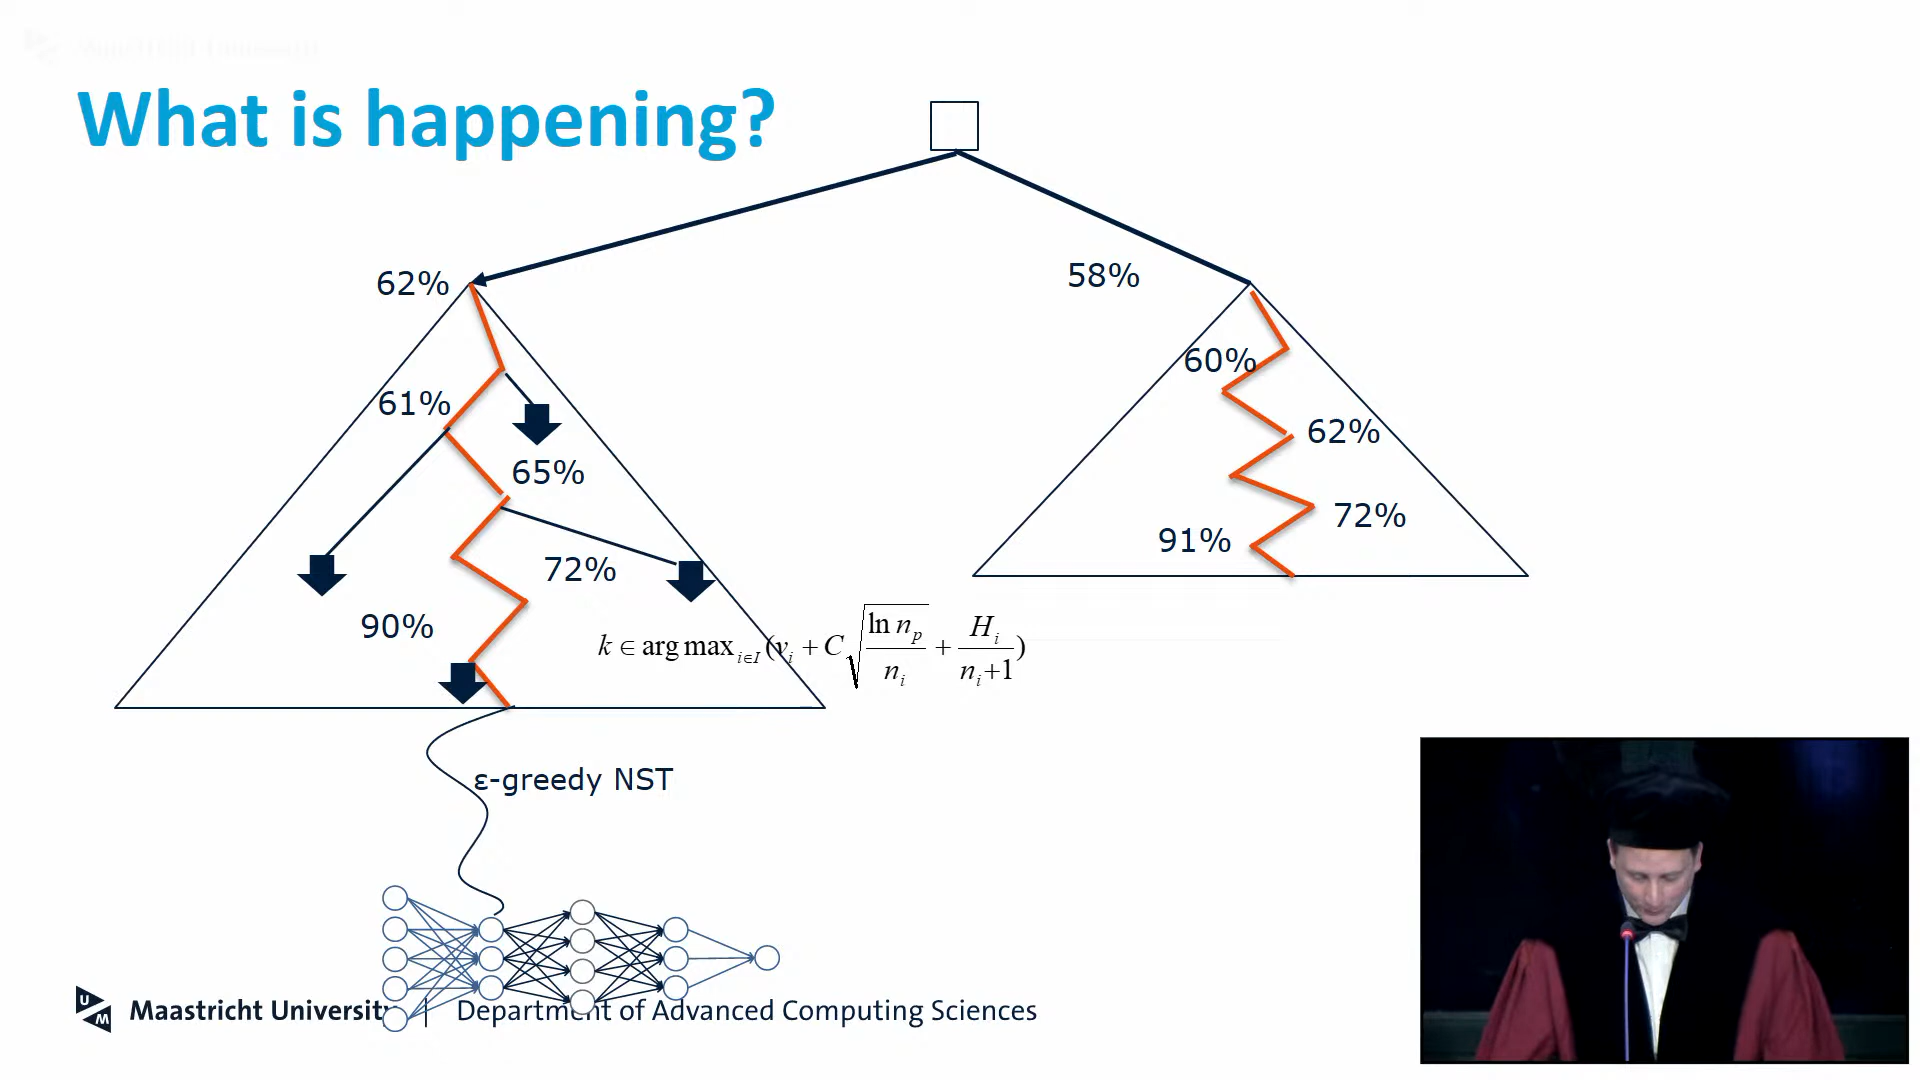 What is happening?
62%
58%
61%
60%
65%
62%
72%
72%
91%
90%
k ∈ arg max i∈I (v_i + C √(ln n_p / n_i) + H_i / (n_i+1))
ε-greedy NST
UM Maastricht University | Department of Advanced Computing Sciences